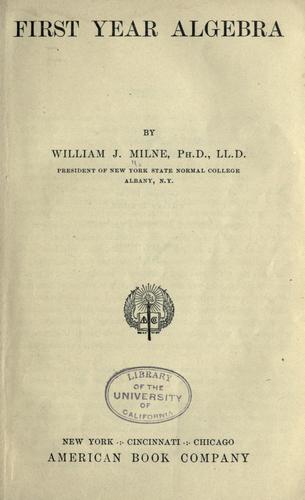 FIRST YEAR ALGEBRA
BY
WILLIAM J. MILNE, PH.D., LL.D.
PRESIDENT OF NEW YORK STATE NORMAL COLLEGE
ALBANY, N.Y.
ABC
LIBRARY
OF THE
UNIVERSITY
OF
CALIFORNIA
NEW YORK ·:· CINCINNATI ·:· CHICAGO
AMERICAN BOOK COMPANY